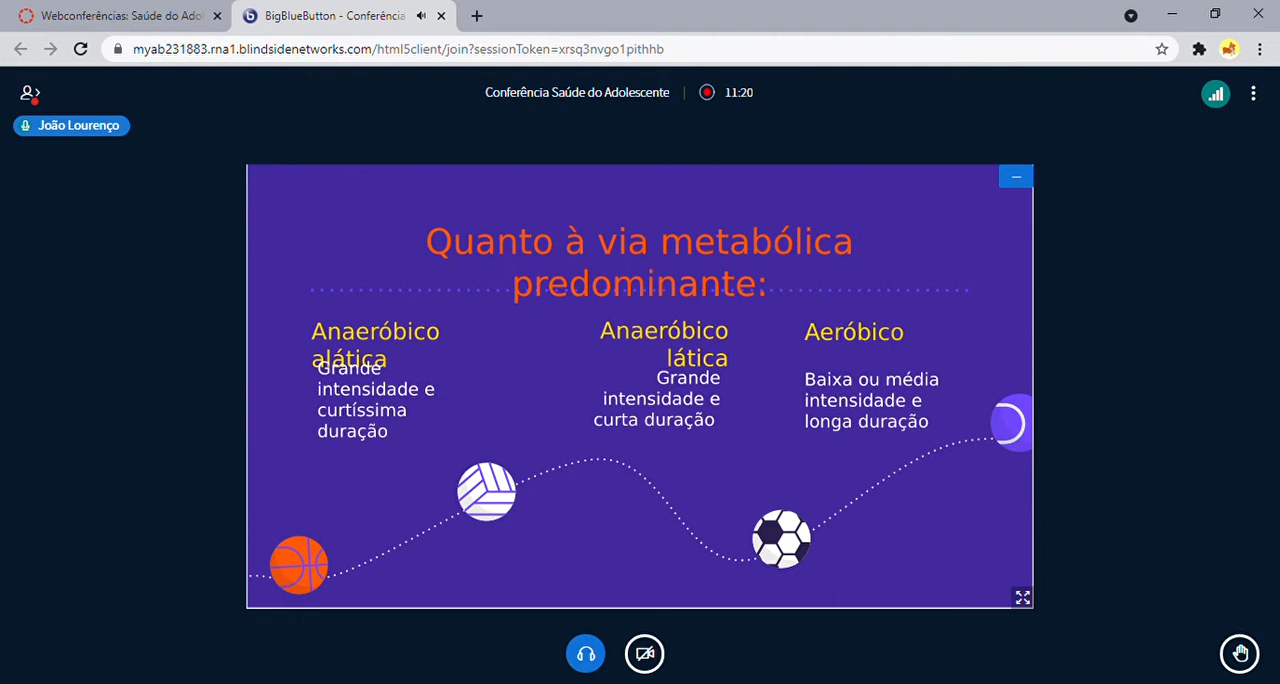 Webconferências: Saúde do Adol
BigBlueButton - Conferência
myab231883.rna1.blindsidenetworks.com/html5client/join?sessionToken=xrsq3nvgo1pithhb
Conferência Saúde do Adolescente
11:20
João Lourenço
Quanto à via metabólica
predominante:
Anaeróbico
alática
Grande
intensidade e
curtíssima
duração
Anaeróbico
lática
Grande
intensidade e
curta duração
Aeróbico
Baixa ou média
intensidade e
longa duração